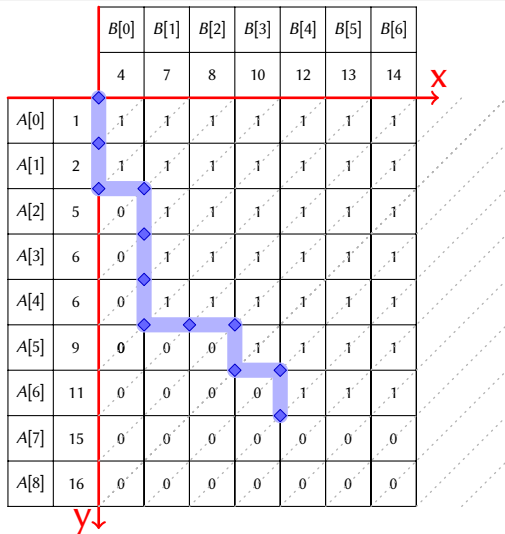 B[0] B[1] B[2] B[3] B[4] B[5] B[6]
4 7 8 10 12 13 14
x
A[0] 1 1 1 1 1 1 1 1
A[1] 2 1 1 1 1 1 1 1
A[2] 5 0 1 1 1 1 1 1
A[3] 6 0 1 1 1 1 1 1
A[4] 6 0 1 1 1 1 1 1
A[5] 9 0 0 0 1 1 1 1
A[6] 11 0 0 0 0 1 1 1
A[7] 15 0 0 0 0 0 0 0
A[8] 16 0 0 0 0 0 0 0
y